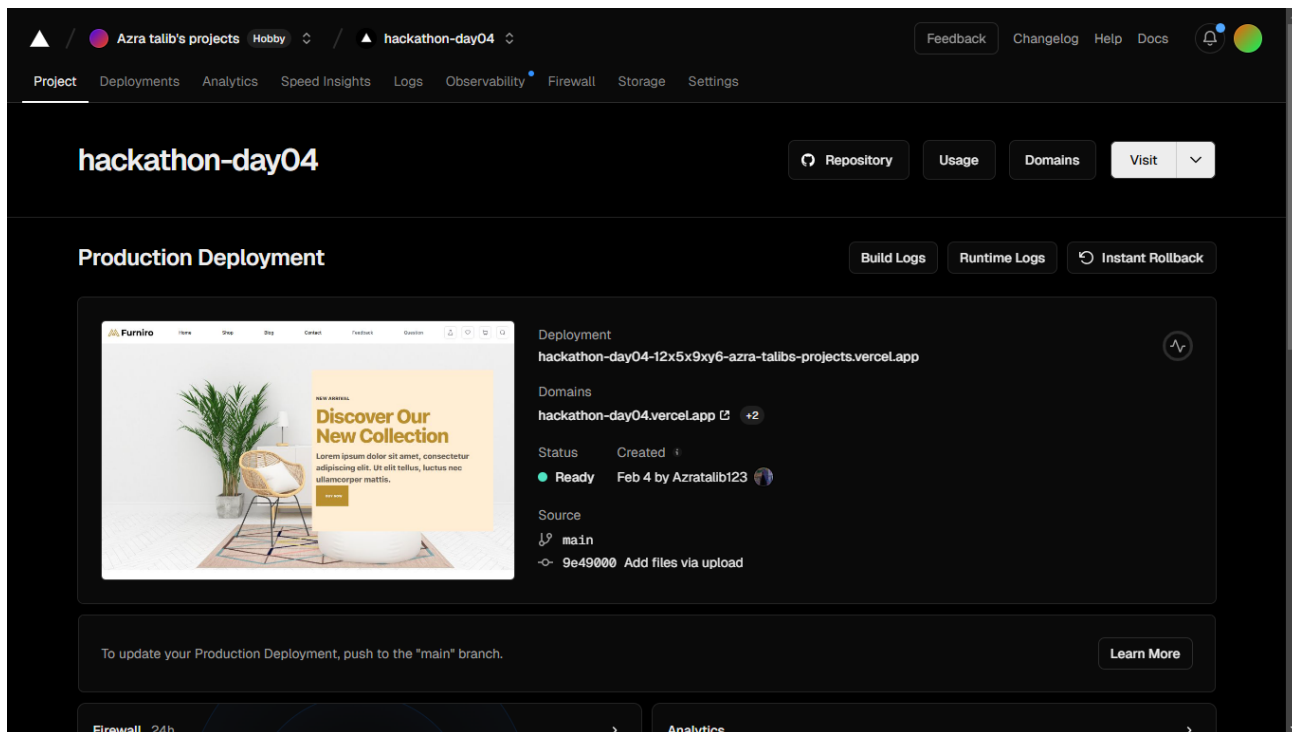 Azra talib's projects Hobby hackathon-day04 Feedback Changelog Help Docs
Project Deployments Analytics Speed Insights Logs Observability Firewall Storage Settings
hackathon-day04 Repository Usage Domains Visit
Production Deployment Build Logs Runtime Logs Instant Rollback
Furniro Home Shop Blog Contact Feedback Question
NEW ARRIVAL
Discover Our
New Collection
Lorem ipsum dolor sit amet, consectetur
adipiscing elit. Ut elit tellus, luctus nec
ullamcorper mattis.
BUY NOW
Deployment
hackathon-day04-12x5x9xy6-azra-talibs-projects.vercel.app
Domains
hackathon-day04.vercel.app +2
Status Created
Ready Feb 4 by Azratalib123
Source
main
9e49000 Add files via upload
To update your Production Deployment, push to the "main" branch. Learn More
Firewall 24h Analytics